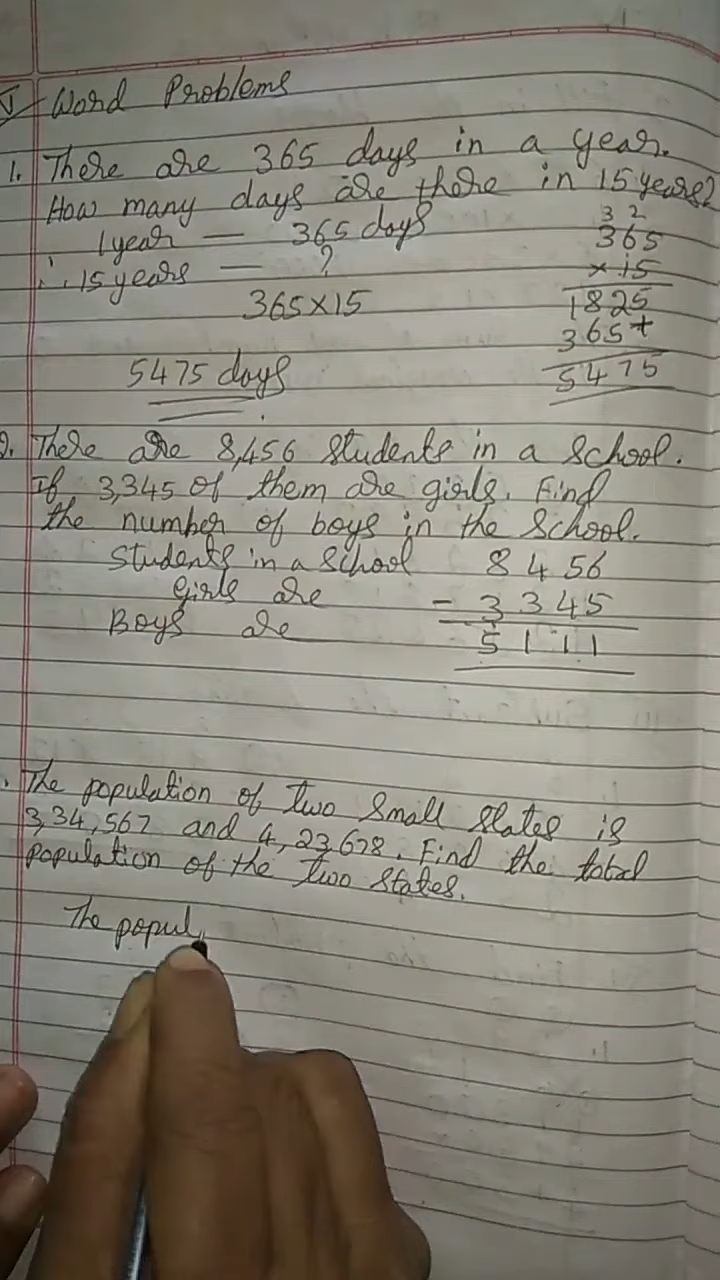 I Word Problems
1. There are 365 days in a year.
How many days are there in 15 years?
1 year — 365 days
∴ 15 years — ?
365×15
3 2
365
×15
1825
365+
5475
5475 days
2. There are 8,456 students in a school.
If 3,345 of them are girls. Find
the number of boys in the school.
Students in a school 8456
Girls are - 3345
Boys are 5111
The population of two small states is
3,34,567 and 4,23,678. Find the total
population of the two states.
The popul